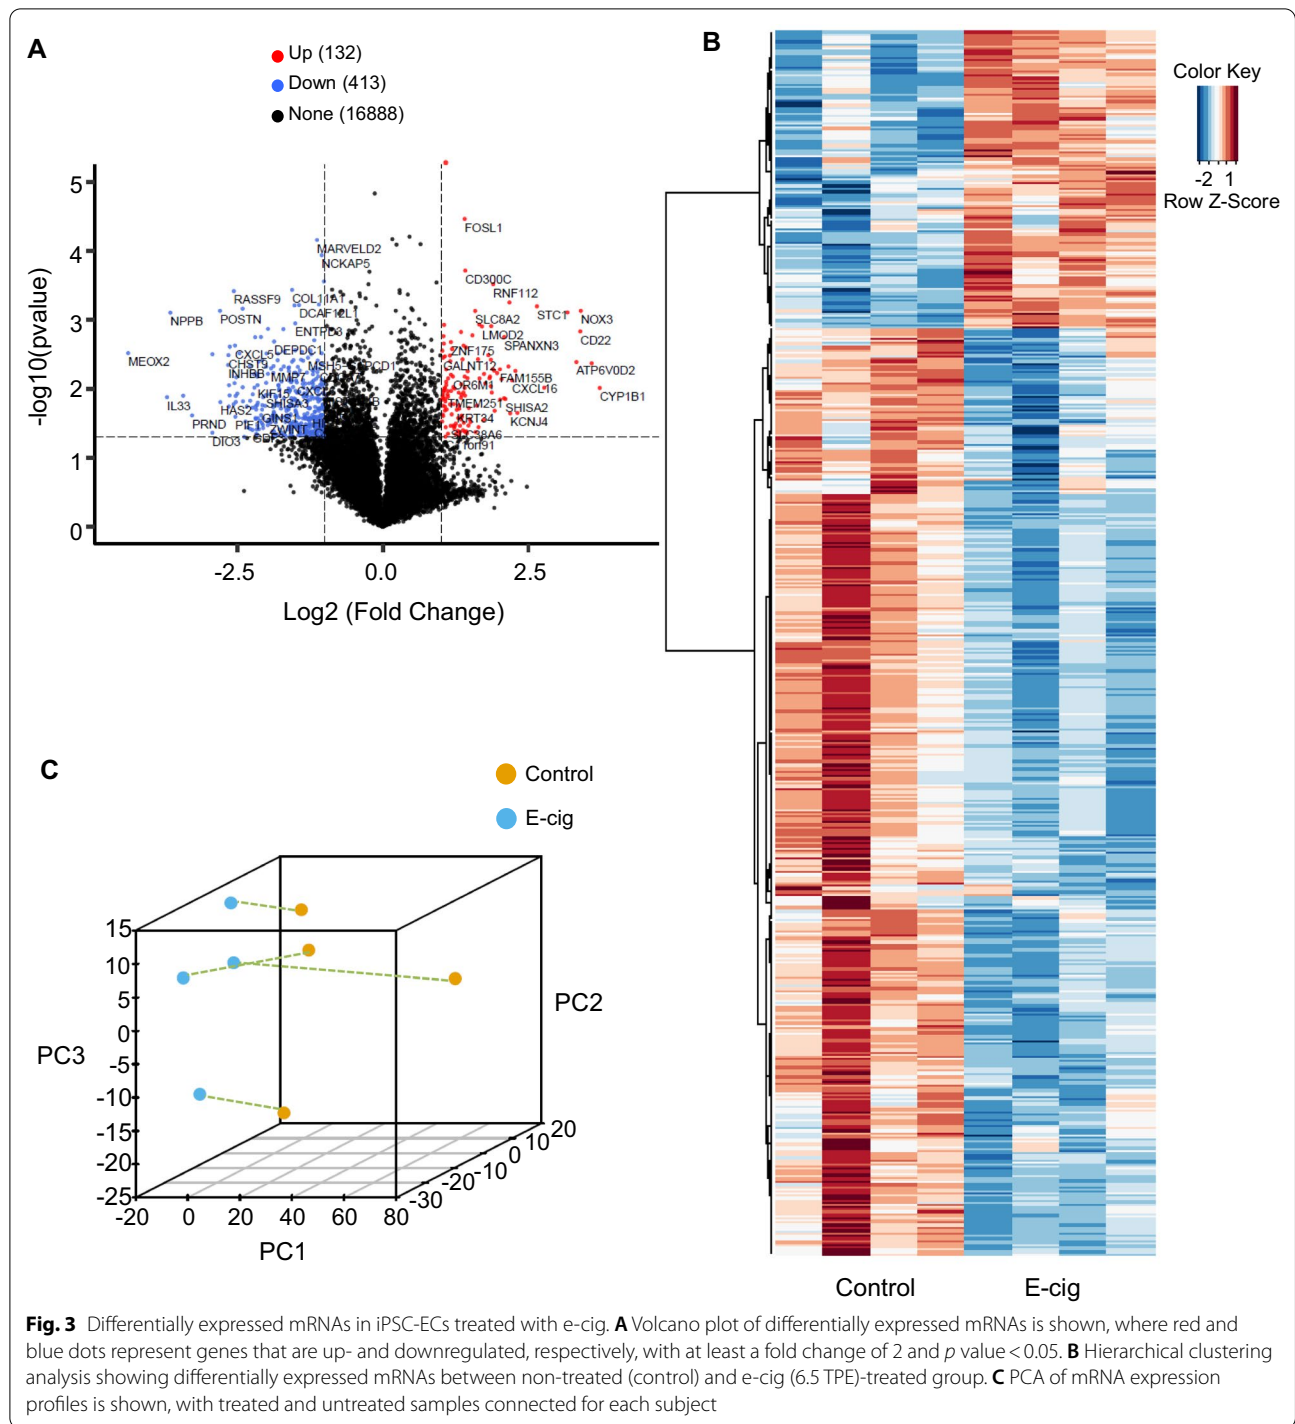 A
Up (132)
Down (413)
None (16888)
-log10(pvalue)
5
4
3
2
1
0
FOSL1
MARVELD2
NCKAP5
CD300C
RNF112
RASSF9
COL11A1
NPPB
POSTN
DCAF12L1
STC1
NOX3
SLC8A2
ENTPD3
LMOD2
CD22
SPANXN3
MEOX2
CXCL5
DEPDC1
ZNF175
CHST9
MSH5-
PCD1
GALNT12
ATP6V0D2
INHBB
MMP7
FAM155B
OR6M1
CXCL16
KIF15
CYP1B1
IL33
SHISA3
TMEM251
SHISA2
HAS2
GINS1
KRT34
KCNJ4
PRND
PIF1
ZWINT
SLC38A6
DIO3
-2.5
0.0
2.5
Log2 (Fold Change)
B
Color Key
-2 1
Row Z-Score
Control
E-cig
C
Control
E-cig
15
10
5
0
-5
-10
-15
-20
-25
PC3
-20 0 20 40 60 80
PC1
-30 -20 -10 0 10 20
PC2
Fig. 3 Differentially expressed mRNAs in iPSC-ECs treated with e-cig. A Volcano plot of differentially expressed mRNAs is shown, where red and
blue dots represent genes that are up- and downregulated, respectively, with at least a fold change of 2 and p value < 0.05. B Hierarchical clustering
analysis showing differentially expressed mRNAs between non-treated (control) and e-cig (6.5 TPE)-treated group. C PCA of mRNA expression
profiles is shown, with treated and untreated samples connected for each subject